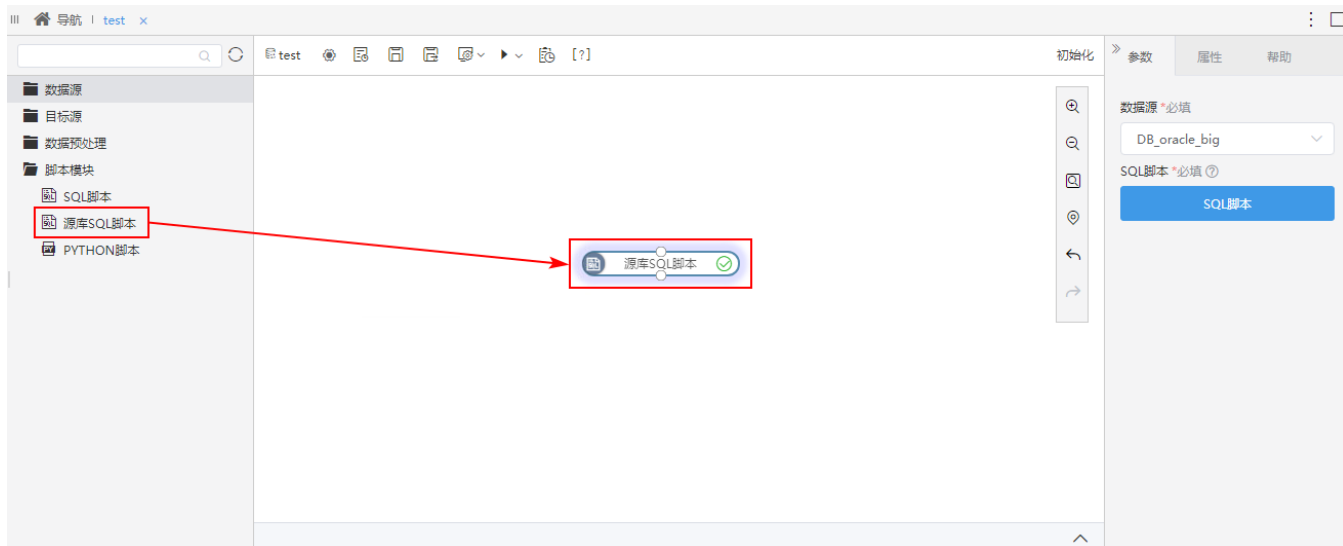 导航 test ×
test [?] 初始化
参数 属性 帮助
数据源
目标源
数据预处理
脚本模块
SQL脚本
源库SQL脚本
PYTHON脚本
源库SQL脚本
数据源 *必填
DB_oracle_big
SQL脚本 *必填
SQL脚本